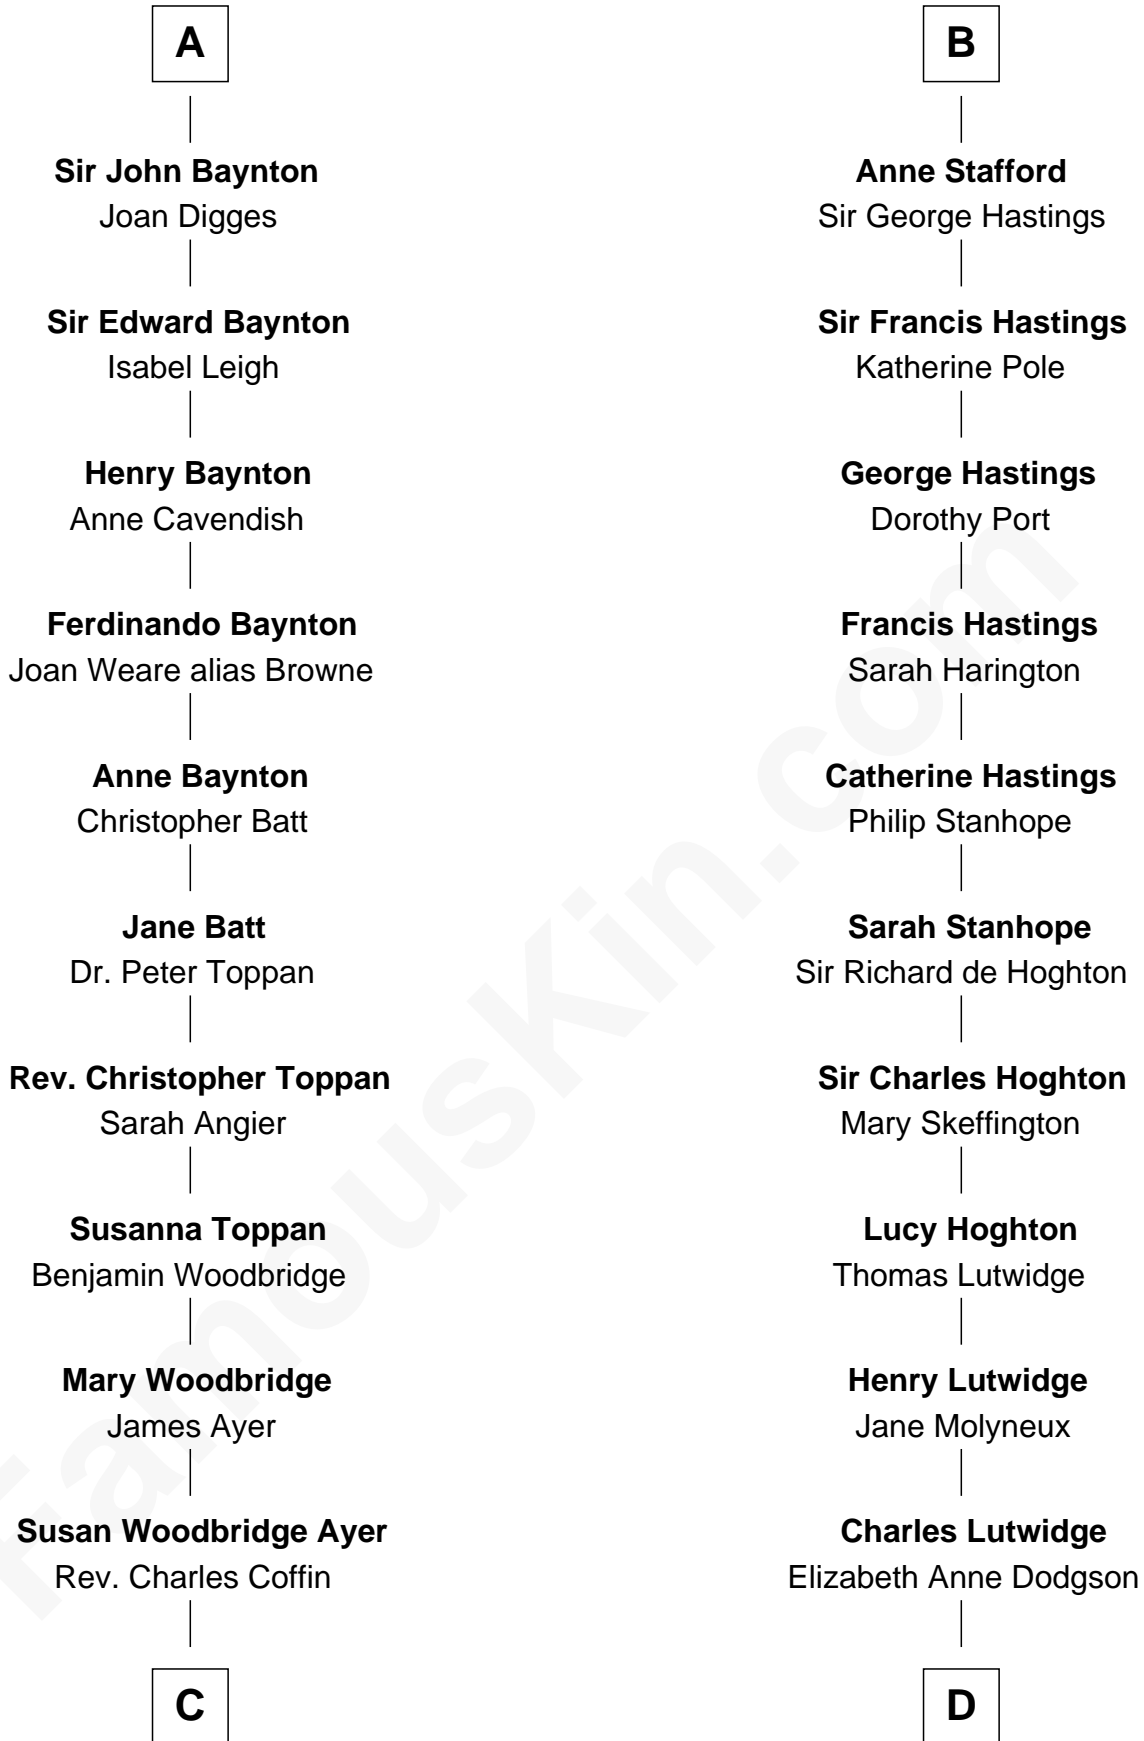 A
Sir John Baynton
Joan Digges
Sir Edward Baynton
Isabel Leigh
Henry Baynton
Anne Cavendish
Ferdinando Baynton
Joan Weare alias Browne
Anne Baynton
Christopher Batt
Jane Batt
Dr. Peter Toppan
Rev. Christopher Toppan
Sarah Angier
Susanna Toppan
Benjamin Woodbridge
Mary Woodbridge
James Ayer
Susan Woodbridge Ayer
Rev. Charles Coffin
C
B
Anne Stafford
Sir George Hastings
Sir Francis Hastings
Katherine Pole
George Hastings
Dorothy Port
Francis Hastings
Sarah Harington
Catherine Hastings
Philip Stanhope
Sarah Stanhope
Sir Richard de Hoghton
Sir Charles Hoghton
Mary Skeffington
Lucy Hoghton
Thomas Lutwidge
Henry Lutwidge
Jane Molyneux
Charles Lutwidge
Elizabeth Anne Dodgson
D
FamousKin.com